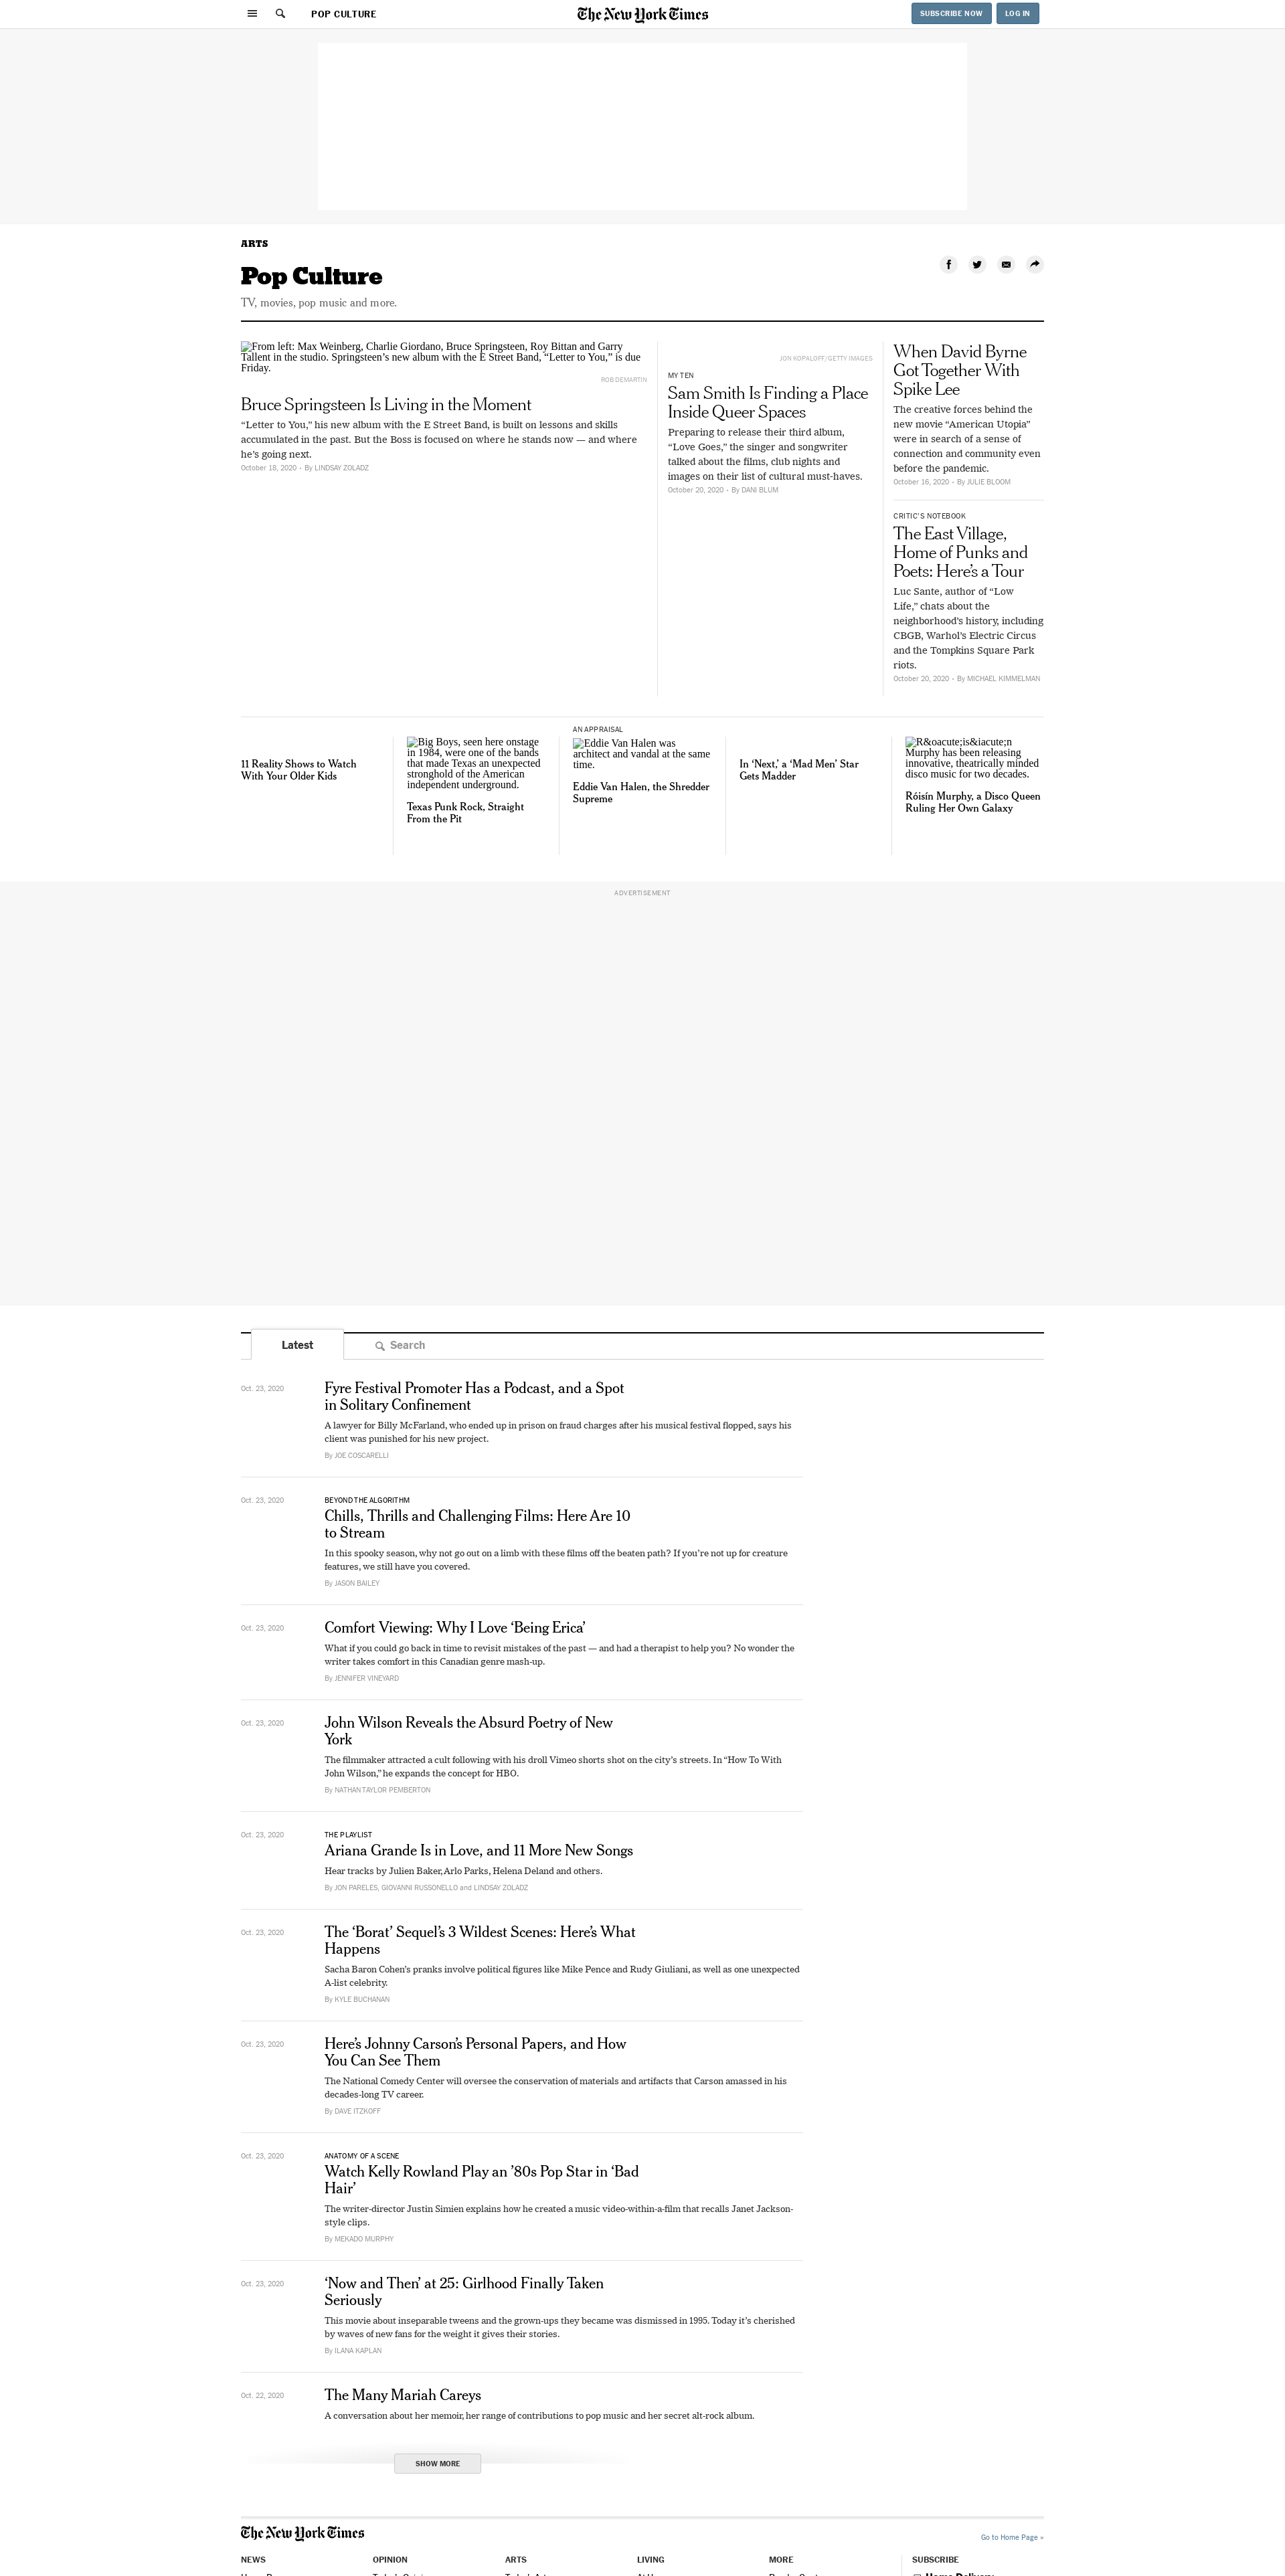 POP CULTURE
The New York Times
SUBSCRIBE NOW
LOG IN
ARTS
Pop Culture
TV, movies, pop music and more.
From left: Max Weinberg, Charlie Giordano, Bruce Springsteen, Roy Bittan and Garry
Tallent in the studio. Springsteen’s new album with the E Street Band, “Letter to You,” is due
Friday.
ROB DEMARTIN
Bruce Springsteen Is Living in the Moment
“Letter to You,” his new album with the E Street Band, is built on lessons and skills
accumulated in the past. But the Boss is focused on where he stands now — and where
he’s going next.
October 18, 2020 • By LINDSAY ZOLADZ
JON KOPALOFF/GETTY IMAGES
MY TEN
Sam Smith Is Finding a Place
Inside Queer Spaces
Preparing to release their third album,
“Love Goes,” the singer and songwriter
talked about the films, club nights and
images on their list of cultural must-haves.
October 20, 2020 • By DANI BLUM
When David Byrne
Got Together With
Spike Lee
The creative forces behind the
new movie “American Utopia”
were in search of a sense of
connection and community even
before the pandemic.
October 16, 2020 • By JULIE BLOOM
CRITIC’S NOTEBOOK
The East Village,
Home of Punks and
Poets: Here’s a Tour
Luc Sante, author of “Low
Life,” chats about the
neighborhood’s history, including
CBGB, Warhol’s Electric Circus
and the Tompkins Square Park
riots.
October 20, 2020 • By MICHAEL KIMMELMAN
11 Reality Shows to Watch
With Your Older Kids
Big Boys, seen here onstage
in 1984, were one of the bands
that made Texas an unexpected
stronghold of the American
independent underground.
Texas Punk Rock, Straight
From the Pit
AN APPRAISAL
Eddie Van Halen was
architect and vandal at the same
time.
Eddie Van Halen, the Shredder
Supreme
In ‘Next,’ a ‘Mad Men’ Star
Gets Madder
R&oacute;is&iacute;n
Murphy has been releasing
innovative, theatrically minded
disco music for two decades.
Róisín Murphy, a Disco Queen
Ruling Her Own Galaxy
ADVERTISEMENT
Latest
Search
Oct. 23, 2020
Fyre Festival Promoter Has a Podcast, and a Spot
in Solitary Confinement
A lawyer for Billy McFarland, who ended up in prison on fraud charges after his musical festival flopped, says his
client was punished for his new project.
By JOE COSCARELLI
Oct. 23, 2020
BEYOND THE ALGORITHM
Chills, Thrills and Challenging Films: Here Are 10
to Stream
In this spooky season, why not go out on a limb with these films off the beaten path? If you’re not up for creature
features, we still have you covered.
By JASON BAILEY
Oct. 23, 2020
Comfort Viewing: Why I Love ‘Being Erica’
What if you could go back in time to revisit mistakes of the past — and had a therapist to help you? No wonder the
writer takes comfort in this Canadian genre mash-up.
By JENNIFER VINEYARD
Oct. 23, 2020
John Wilson Reveals the Absurd Poetry of New
York
The filmmaker attracted a cult following with his droll Vimeo shorts shot on the city’s streets. In “How To With
John Wilson,” he expands the concept for HBO.
By NATHAN TAYLOR PEMBERTON
Oct. 23, 2020
THE PLAYLIST
Ariana Grande Is in Love, and 11 More New Songs
Hear tracks by Julien Baker, Arlo Parks, Helena Deland and others.
By JON PARELES, GIOVANNI RUSSONELLO and LINDSAY ZOLADZ
Oct. 23, 2020
The ‘Borat’ Sequel’s 3 Wildest Scenes: Here’s What
Happens
Sacha Baron Cohen’s pranks involve political figures like Mike Pence and Rudy Giuliani, as well as one unexpected
A-list celebrity.
By KYLE BUCHANAN
Oct. 23, 2020
Here’s Johnny Carson’s Personal Papers, and How
You Can See Them
The National Comedy Center will oversee the conservation of materials and artifacts that Carson amassed in his
decades-long TV career.
By DAVE ITZKOFF
Oct. 23, 2020
ANATOMY OF A SCENE
Watch Kelly Rowland Play an ’80s Pop Star in ‘Bad
Hair’
The writer-director Justin Simien explains how he created a music video-within-a-film that recalls Janet Jackson-
style clips.
By MEKADO MURPHY
Oct. 23, 2020
‘Now and Then’ at 25: Girlhood Finally Taken
Seriously
This movie about inseparable tweens and the grown-ups they became was dismissed in 1995. Today it’s cherished
by waves of new fans for the weight it gives their stories.
By ILANA KAPLAN
Oct. 22, 2020
The Many Mariah Careys
A conversation about her memoir, her range of contributions to pop music and her secret alt-rock album.
SHOW MORE
The New York Times
Go to Home Page »
NEWS
OPINION
ARTS
LIVING
MORE
SUBSCRIBE